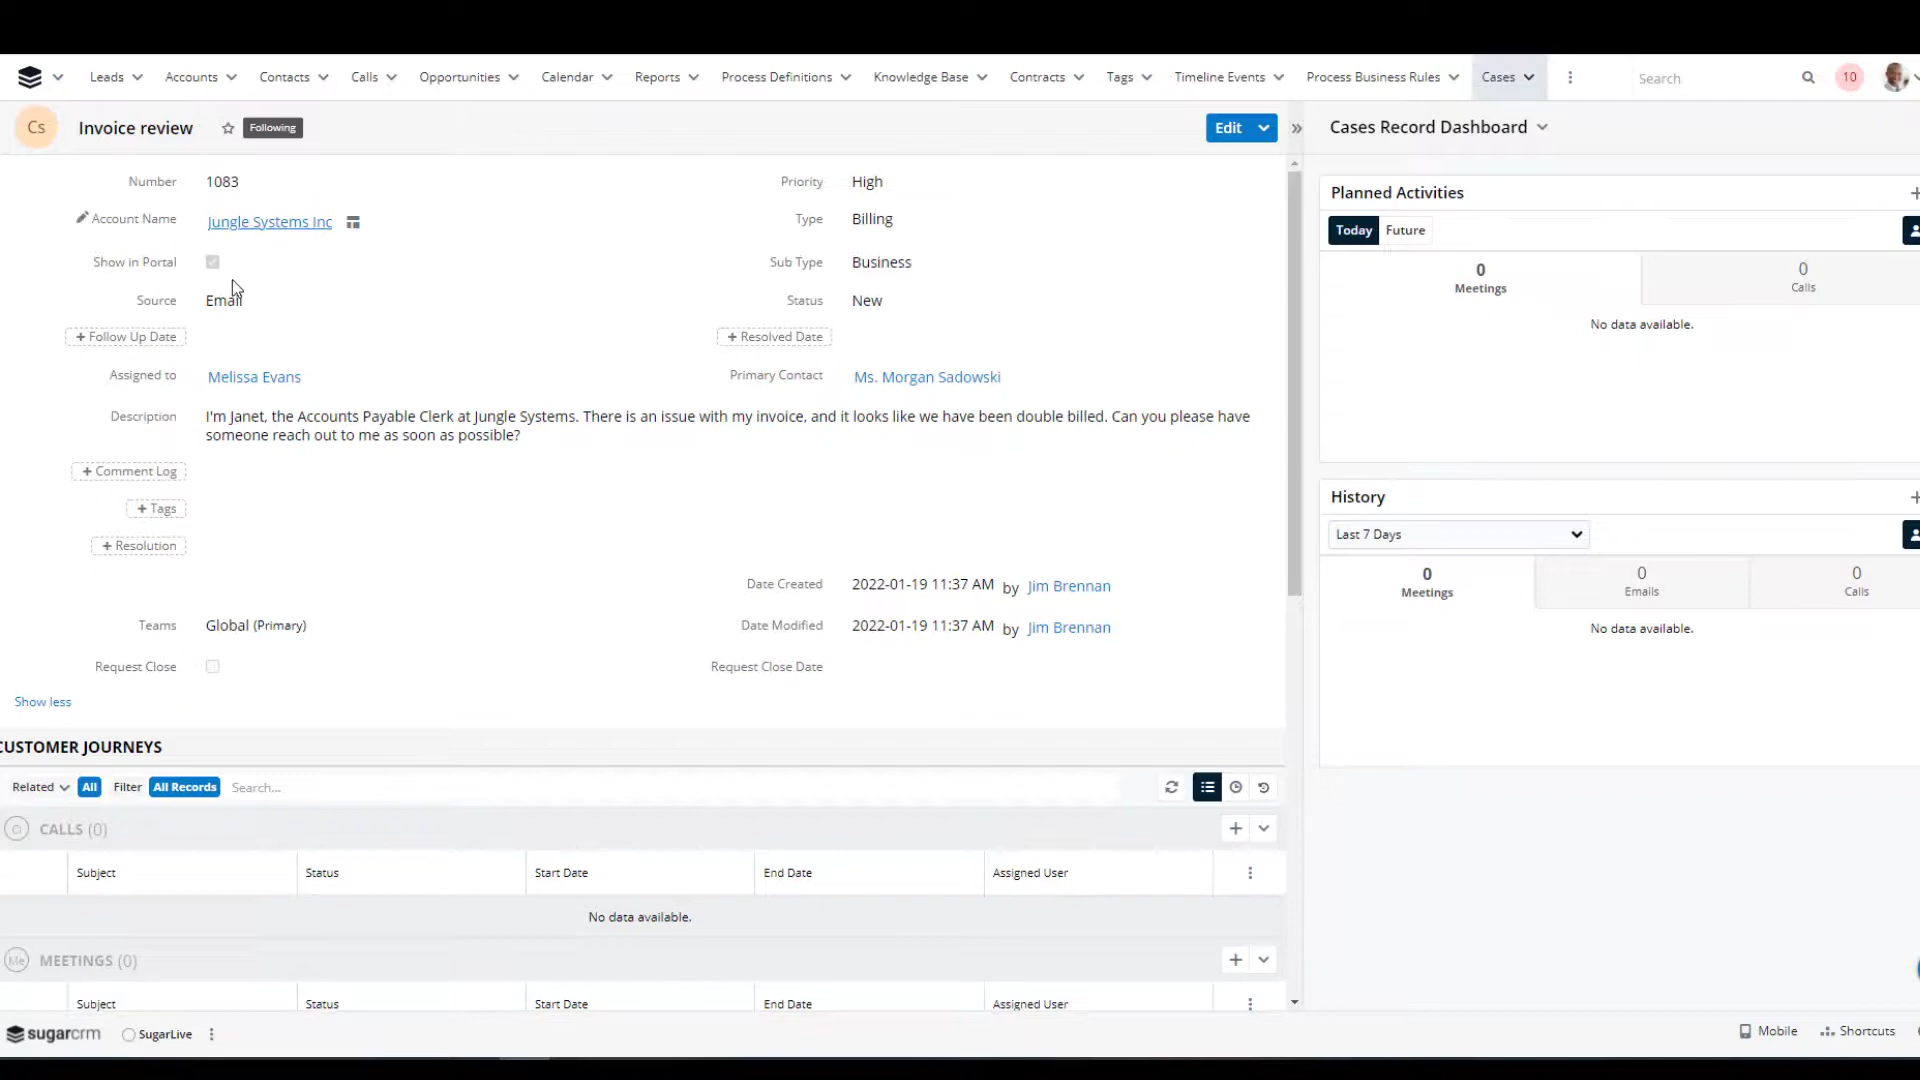 Leads Accounts Contacts Calls Opportunities Calendar Reports Process Definitions Knowledge Base Contracts Tags Timeline Events Process Business Rules Cases Search 10
Cs Invoice review Following Edit Cases Record Dashboard
Number 1083 Priority High
Account Name Jungle Systems Inc Type Billing
Show in Portal Sub Type Business
Source Email Status New
+ Follow Up Date + Resolved Date
Assigned to Melissa Evans Primary Contact Ms. Morgan Sadowski
Description I'm Janet, the Accounts Payable Clerk at Jungle Systems. There is an issue with my invoice, and it looks like we have been double billed. Can you please have
someone reach out to me as soon as possible?
+ Comment Log
+ Tags
+ Resolution
Date Created 2022-01-19 11:37 AM by Jim Brennan
Teams Global (Primary) Date Modified 2022-01-19 11:37 AM by Jim Brennan
Request Close Request Close Date
Show less
CUSTOMER JOURNEYS
Related All Filter All Records Search...
CALLS (0)
Subject Status Start Date End Date Assigned User
No data available.
Me MEETINGS (0)
Subject Status Start Date End Date Assigned User
Planned Activities
Today Future
0 0
Meetings Calls
No data available.
History
Last 7 Days
0 0 0
Meetings Emails Calls
No data available.
sugarcrm SugarLive Mobile Shortcuts